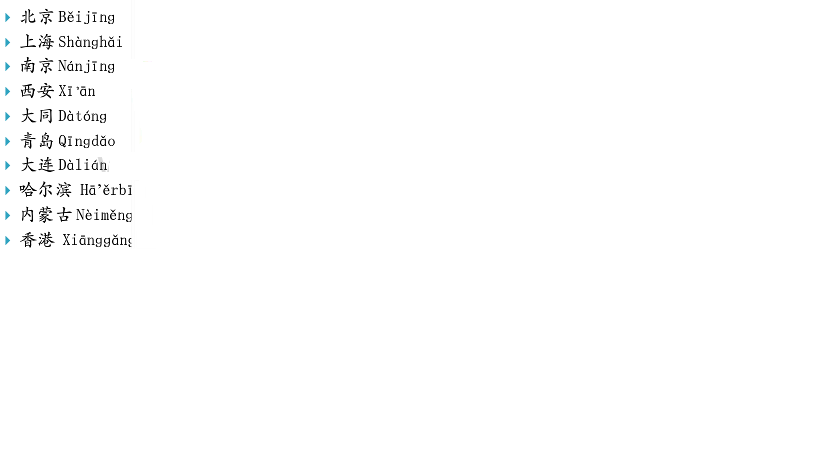 北京 Běijīng
上海 Shànghǎi
南京 Nánjīng
西安 Xī'ān
大同 Dàtóng
青岛 Qīngdǎo
大连 Dàlián
哈尔滨 Hā'ěrbī
内蒙古 Nèiměng
香港 Xiānggǎng